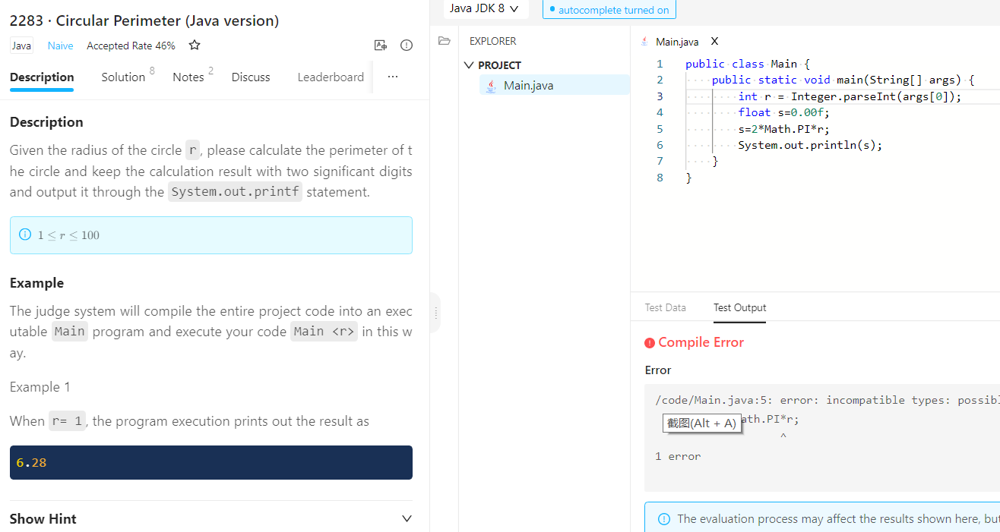 2283 · Circular Perimeter (Java version)
Java Naive Accepted Rate 46%
Description Solution 8 Notes 2 Discuss Leaderboard ...
Description
Given the radius of the circle r, please calculate the perimeter of t
he circle and keep the calculation result with two significant digits
and output it through the System.out.printf statement.
1 ≤ r ≤ 100
Example
The judge system will compile the entire project code into an exec
utable Main program and execute your code Main <r> in this w
ay.
Example 1
When r= 1, the program execution prints out the result as
6.28
Show Hint
Java JDK 8
autocomplete turned on
EXPLORER
PROJECT
Main.java
Main.java X
1 public class Main {
2 public static void main(String[] args) {
3 int r = Integer.parseInt(args[0]);
4 float s=0.00f;
5 s=2*Math.PI*r;
6 System.out.println(s);
7 }
8 }
Test Data Test Output
Compile Error
Error
/code/Main.java:5: error: incompatible types: possibl
截图(Alt + A) ath.PI*r;
^
1 error
The evaluation process may affect the results shown here, but